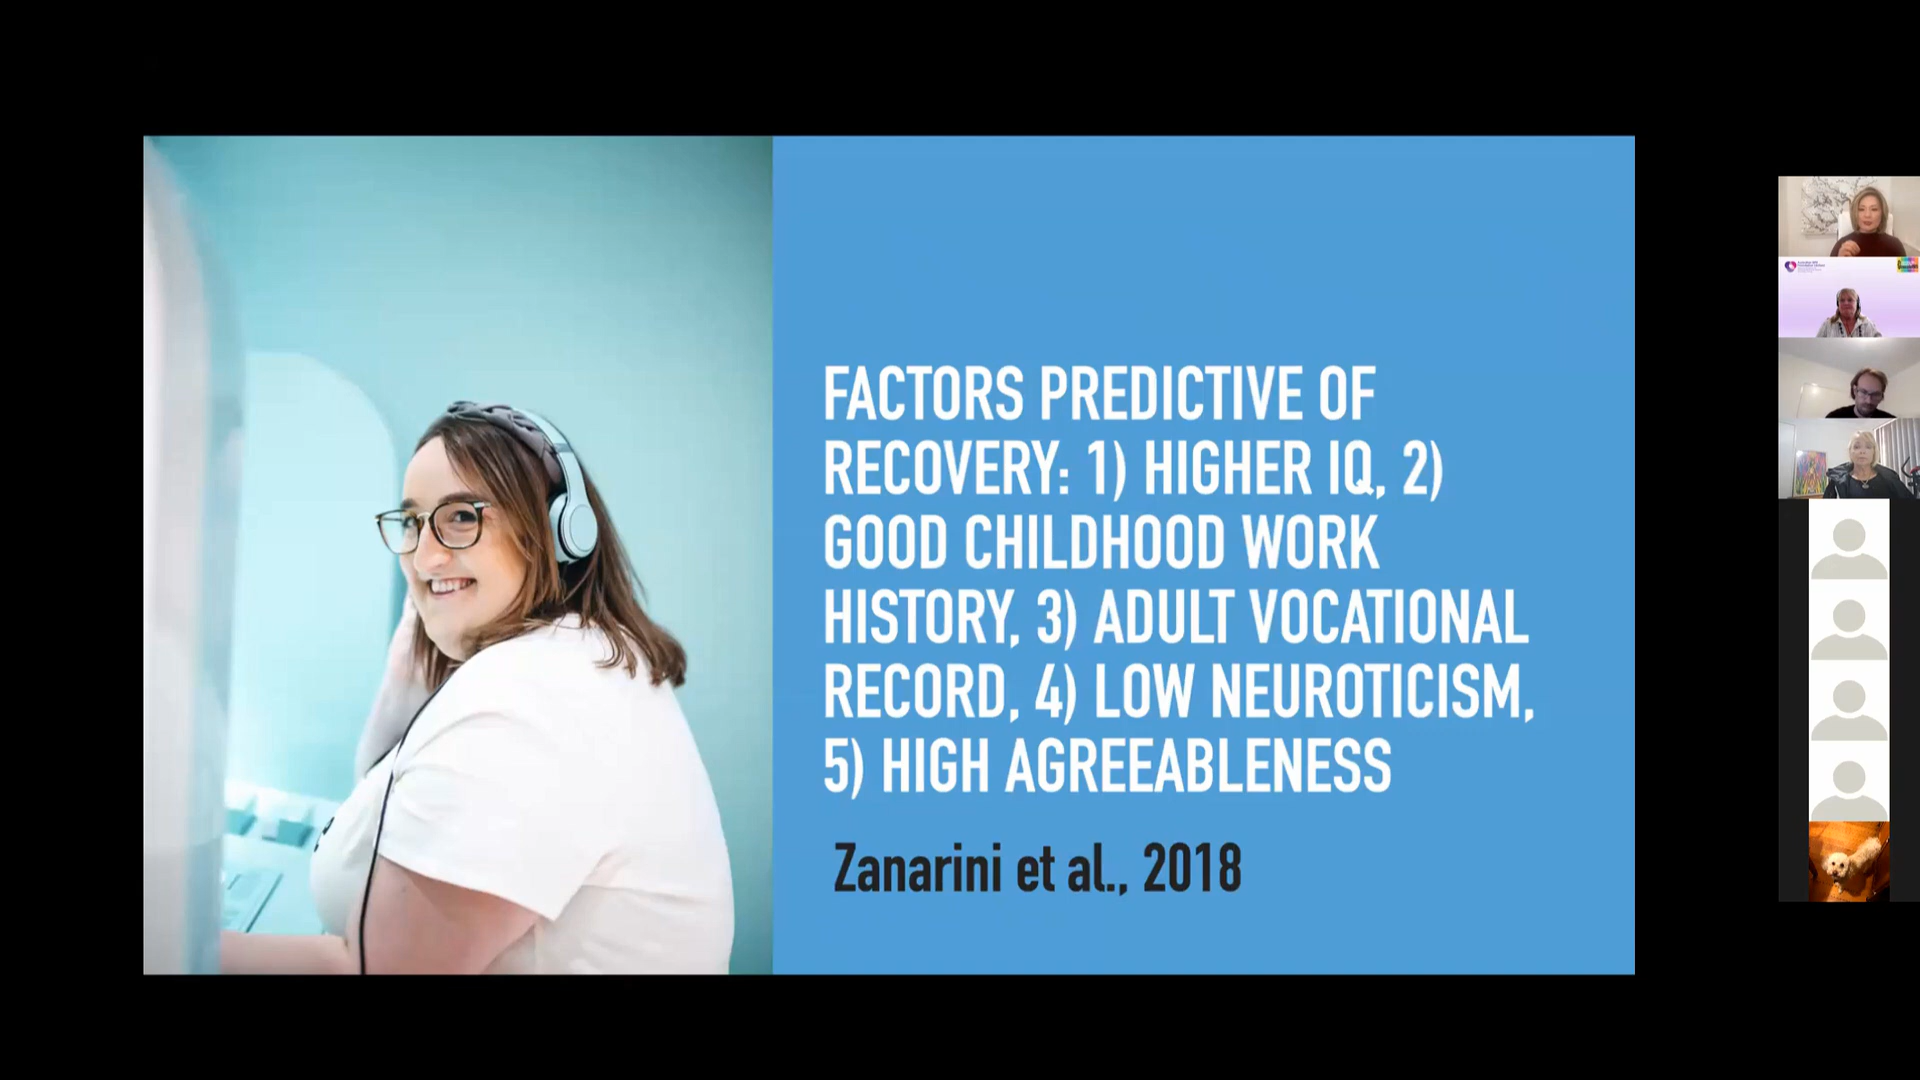 FACTORS PREDICTIVE OF
RECOVERY: 1) HIGHER IQ, 2)
GOOD CHILDHOOD WORK
HISTORY, 3) ADULT VOCATIONAL
RECORD, 4) LOW NEUROTICISM,
5) HIGH AGREEABLENESS
Zanarini et al., 2018